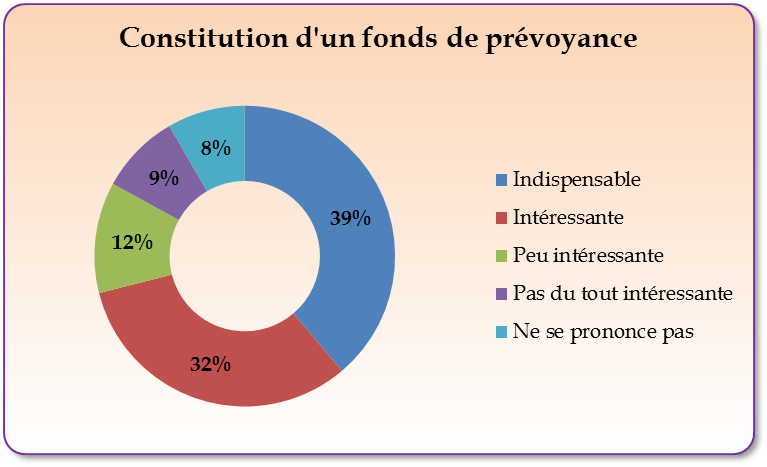 Constitution d'un fonds de prévoyance
8%
9%
39%
12%
32%
Indispensable
Intéressante
Peu intéressante
Pas du tout intéressante
Ne se prononce pas